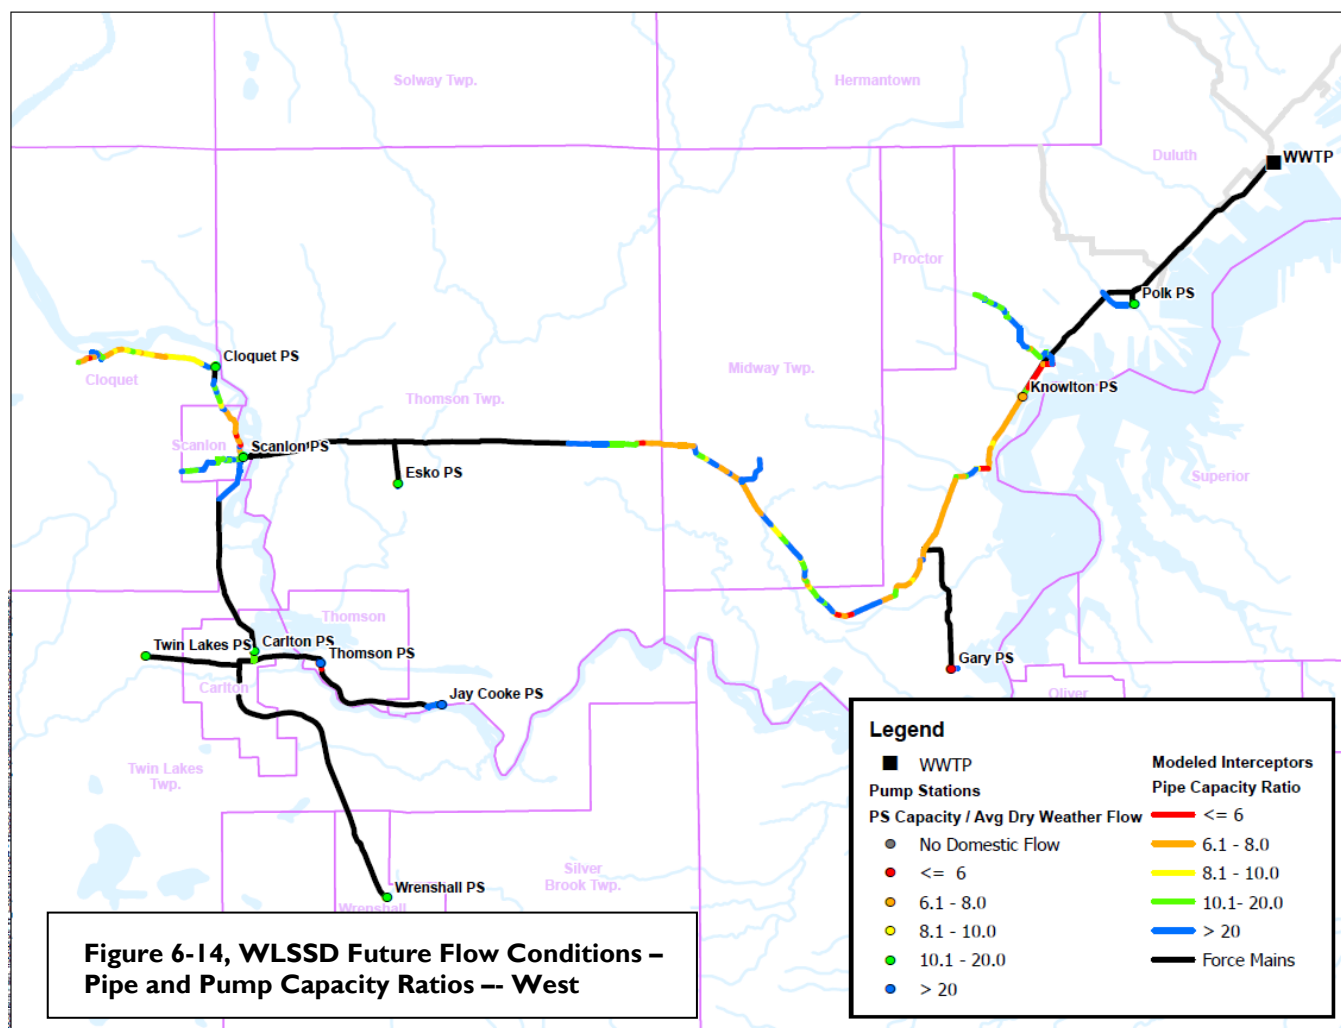 Solway Twp.
Hermantown
Duluth
WWTP
Proctor
Polk PS
Cloquet PS
Cloquet
Midway Twp.
Knowlton PS
Thomson Twp.
Scanlon
Scanlon PS
Esko PS
Superior
Thomson
Twin Lakes PS
Carlton PS
Thomson PS
Gary PS
Carlton
Jay Cooke PS
Oliver
Twin Lakes
Twp.
Silver
Brook Twp.
Wrenshall PS
Wrenshall
Legend
WWTP
Pump Stations
PS Capacity / Avg Dry Weather Flow
No Domestic Flow
<= 6
6.1 - 8.0
8.1 - 10.0
10.1 - 20.0
> 20
Modeled Interceptors
Pipe Capacity Ratio
<= 6
6.1 - 8.0
8.1 - 10.0
10.1- 20.0
> 20
Force Mains
Figure 6-14, WLSSD Future Flow Conditions –
Pipe and Pump Capacity Ratios –- West